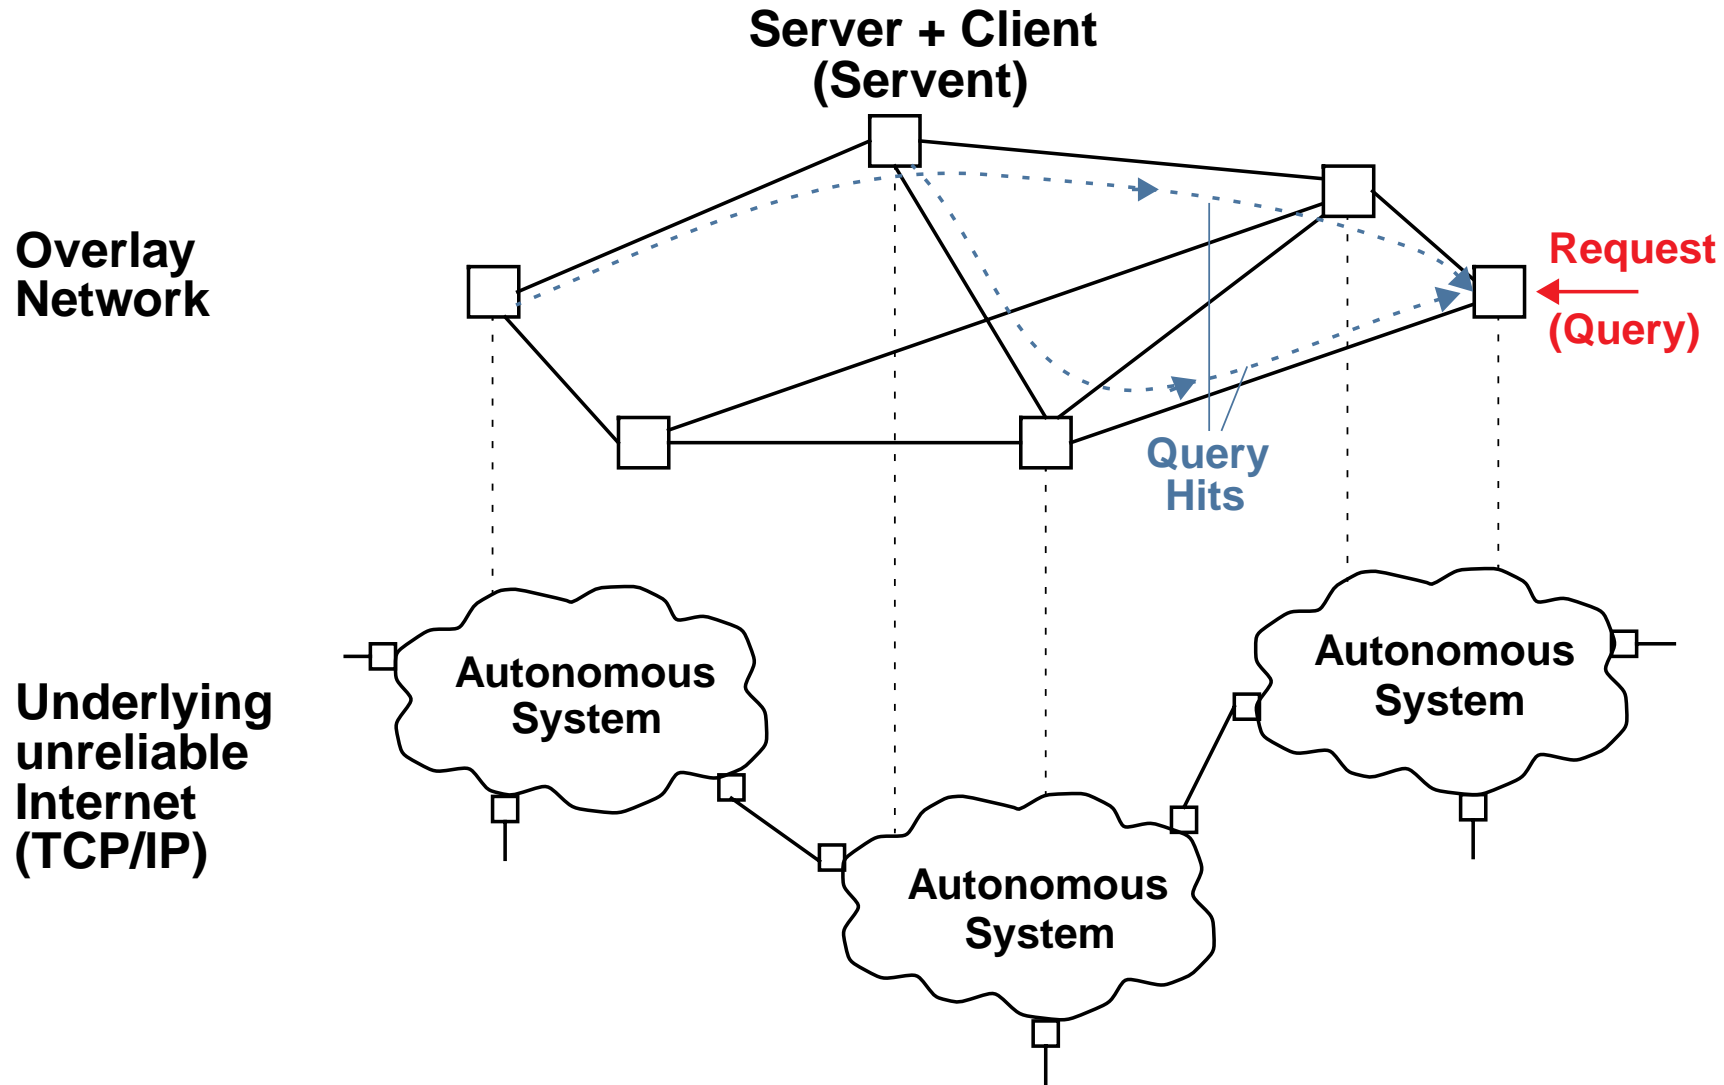 Server + Client
(Servent)
Overlay
Network
Request
(Query)
Query
Hits
Underlying
unreliable
Internet
(TCP/IP)
Autonomous
System
Autonomous
System
Autonomous
System